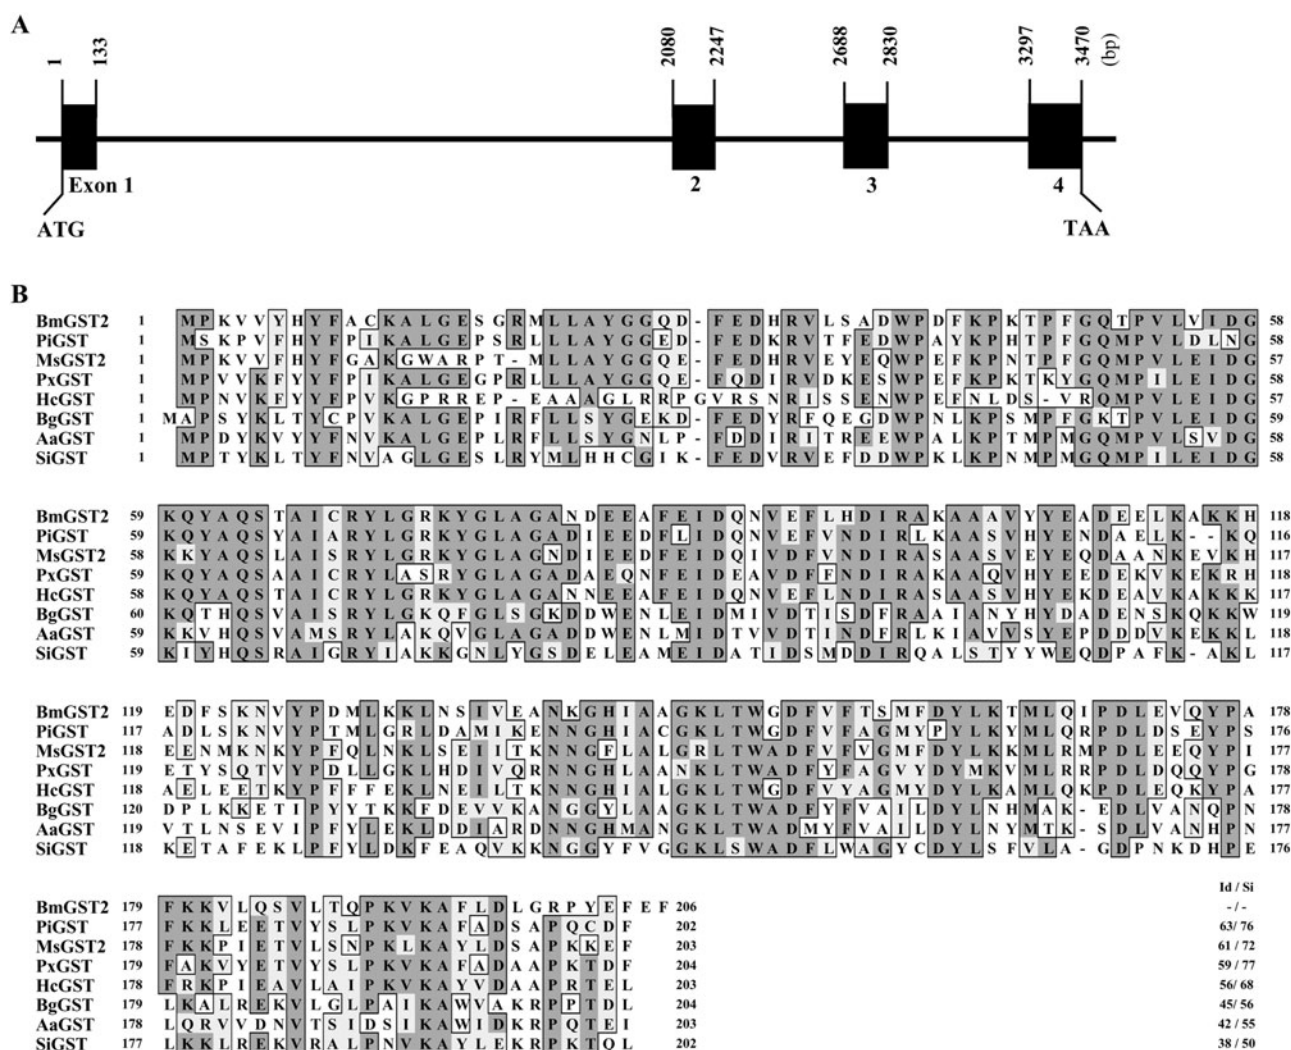 A
1 133 2080 2247 2688 2830 3297 3470 (bp)
Exon 1 2 3 4
ATG TAA
B
BmGST2 1 M P K V V Y H Y F A C K A L G E S G R M L L A Y G G Q D - F E D H R V L S A D W P D F K P K T P F G Q T P V L V I D G 58
PiGST 1 M S K P V F H Y F P I K A L G E P S R L L L A Y G G E D - F E D K R V T F E D W P A Y K P H T P F G Q M P V L D L N G 58
MsGST2 1 M P K V V F H Y F G A K G W A R P T - M L L A Y G G Q E - F E D H R V E Y E Q W P E F K P N T P F G Q M P V L E I D G 57
PxGST 1 M P V V K F Y Y F P I K A L G E G P R L L L A Y G G Q E - F Q D I R V D K E S W P E F K P K T K Y G Q M P I L E I D G 58
HcGST 1 M P N V K F Y Y F P V K G P R R E P - E A A A G L R R P G V R S N R I S S E N W P E F N L D S - V R Q M P V L E I D G 57
BgGST 1 M A P S Y K L T Y C P V K A L G E P I R F L L S Y G E K D - F E D Y R F Q E G D W P N L K P S M P F G K T P V L E I D G 59
AaGST 1 M P D Y K V Y Y F N V K A L G E P L R F L L S Y G N L P - F D D I R I T R E E W P A L K P T M P M G Q M P V L S V D G 58
SiGST 1 M P T Y K L T Y F N V A G L G E S L R Y M L H H C G I K - F E D V R V E F D D W P K L K P N M P M G Q M P I L E I D G 58
BmGST2 59 K Q Y A Q S T A I C R Y L G R K Y G L A G A N D E E A F E I D Q N V E F L H D I R A K A A A V Y Y E A D E E L K A K K H 118
PiGST 59 K Q Y A Q S Y A I A R Y L G R K Y G L A G A D I E E D F L I D Q N V E F V N D I R L K A A S V H Y E N D A E L K - - K Q 116
MsGST2 58 K K Y A Q S L A I S R Y L G R K Y G L A G N D I E E D F E I D Q I V D F V N D I R A S A A S V E Y E Q D A A N K E V K H 117
PxGST 59 K Q Y A Q S A A I C R Y L A S R Y G L A G A D A E Q N F E I D E A V D F F N D I R A K A A Q V H Y E E D E K V K E K R H 118
HcGST 58 K Q Y A Q S T A I C R Y L G R K Y G L A G A N N E E A F E I D Q N V E F L N D I R A S A A S V H Y E K D E A V K A K K K 117
BgGST 60 K Q T H Q S V A I S R Y L G K Q F G L S G K D D W E N L E I D M I V D T I S D F R A A I A N Y H Y D A D E N S K Q K K W 119
AaGST 59 K K V H Q S V A M S R Y L A K Q V G L A G A D D W E N L M I D T V V D T I N D F R L K I A V V S Y E P D D D V K E K K L 118
SiGST 59 K I Y H Q S R A I G R Y I A K K G N L Y G S D E L E A M E I D A T I D S M D D I R Q A L S T Y Y W E Q D P A F K - A K L 117
BmGST2 119 E D F S K N V Y P D M L K K L N S I V E A N K G H I A A G K L T W G D F V F T S M F D Y L K T M L Q I P D L E V Q Y P A 178
PiGST 117 A D L S K N V Y P T M L G R L D A M I K E N N G H I A C G K L T W G D F V F A G M Y P Y L K M M L Q R P D L D S E Y P S 176
MsGST2 118 E E N M K N K Y P F Q L N K L S E I I T K N N G F L A L G R L T W A D F V F V G M F D Y L K K M L R M P D L E E Q Y P I 177
PxGST 119 E T Y S Q T V Y P D L L G K L H D I V Q R N N G H L A A N K L T W A D F Y F A G V Y D Y M K V M L R R P D L D Q Q Y P G 178
HcGST 118 A E L E E T K Y P F F F E K L N E I L T K N N G H I A L G K L T W G D F V Y A G M Y D Y L K A M L Q K P D L E Q K Y P A 177
BgGST 120 D P L K K E T I P Y Y T K K F D E V V K A N G G Y L A A G K L T W A D F Y F V A I L D Y L N H M A K - E D L V A N Q P N 178
AaGST 119 V T L N S E V I P F Y L E K L D D I A R D N N G H M A N G K L T W A D M Y F V A I L D Y L N Y M T K - S D L V A N H P N 177
SiGST 118 K E T A F E K L P F Y L D K F E A Q V K K N G G Y F V G G K L S W A D F L W A G Y C D Y L S F V L A - G D P N K D H P E 176
Id / Si
BmGST2 179 F K K V L Q S V L T Q P K V K A F L D L G R P Y E F E F 206 - / -
PiGST 177 F K K L E E T V Y S L P K V K A F A D S A P Q C D F 202 63/ 76
MsGST2 178 F K K P I E T V L S N P K L K A Y L D S A P K K E F 203 61 / 72
PxGST 179 F A K V Y E T V Y S L P K V K A F A D A A P K T D F 204 59 / 77
HcGST 178 F R K P I E A V L A I P K V K A Y V D A A P R T E L 203 56 / 68
BgGST 179 L K A L R E K V L G L P A I K A W V A K R P P T D L 204 45/ 56
AaGST 178 L Q R V V D N V T S I D S I K A W I D K R P Q T E I 203 42 / 55
SiGST 177 L K K L R E K V R A L P N V K A Y L E K R P K T Q L 202 38 / 50